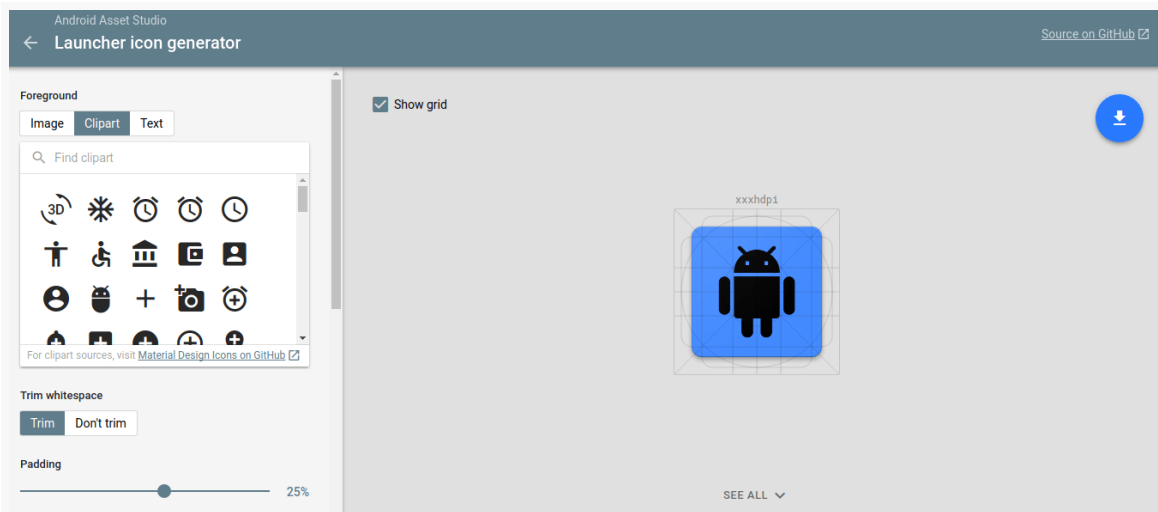 Android Asset Studio
Launcher icon generator
Source on GitHub
Foreground
Image Clipart Text
Find clipart
3D
For clipart sources, visit Material Design Icons on GitHub
Trim whitespace
Trim Don't trim
Padding
25%
Show grid
xxxhdpi
SEE ALL